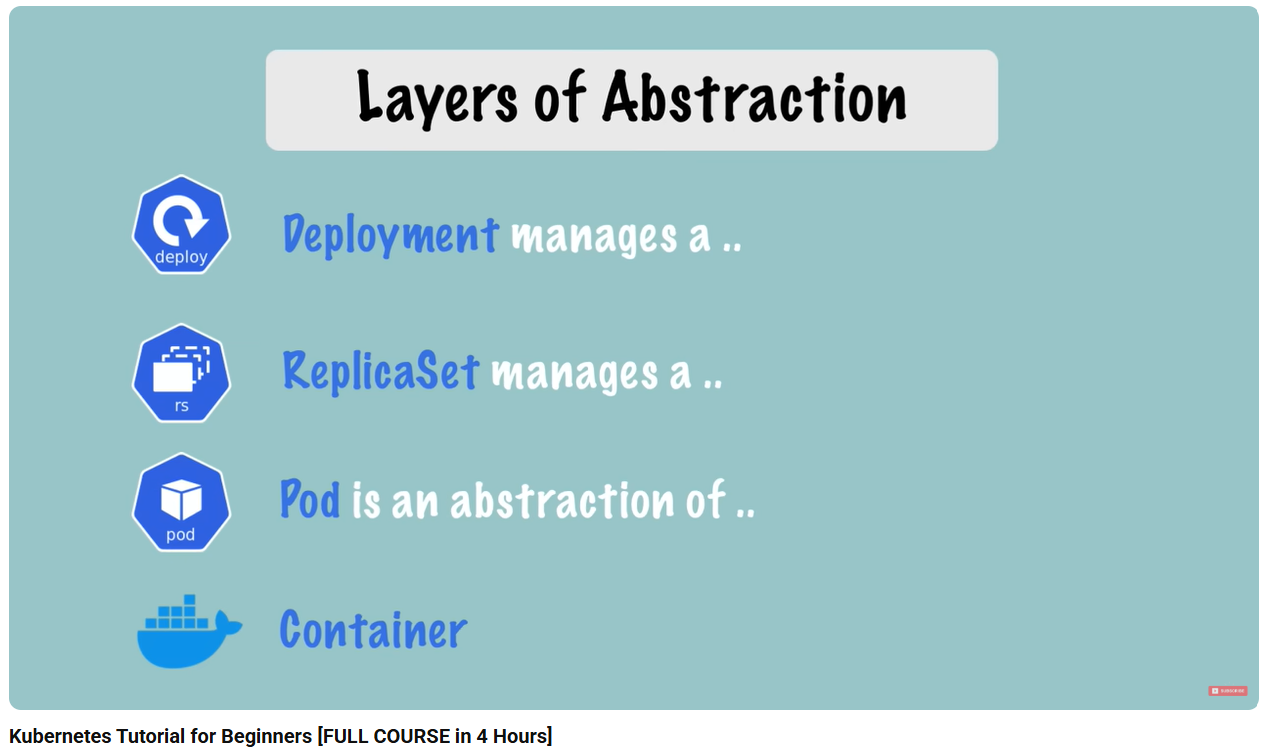 Layers of Abstraction
deploy
Deployment manages a ..
rs
ReplicaSet manages a ..
pod
Pod is an abstraction of ..
Container
SUBSCRIBE
Kubernetes Tutorial for Beginners [FULL COURSE in 4 Hours]